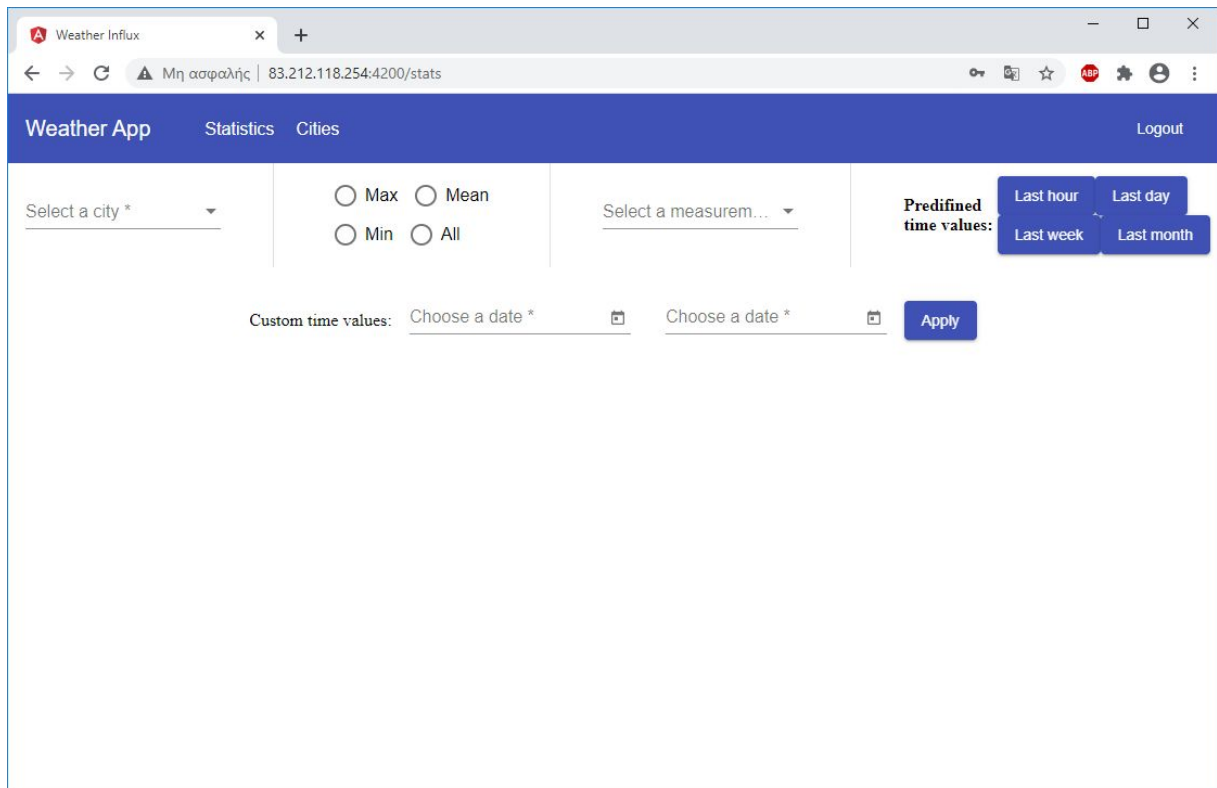 Weather Influx
Μη ασφαλής | 83.212.118.254:4200/stats
ABP
Weather App Statistics Cities Logout
Select a city *
Max Mean
Min All
Select a measurem...
Predifined
time values:
Last hour Last day
Last week Last month
Custom time values: Choose a date * Choose a date * Apply